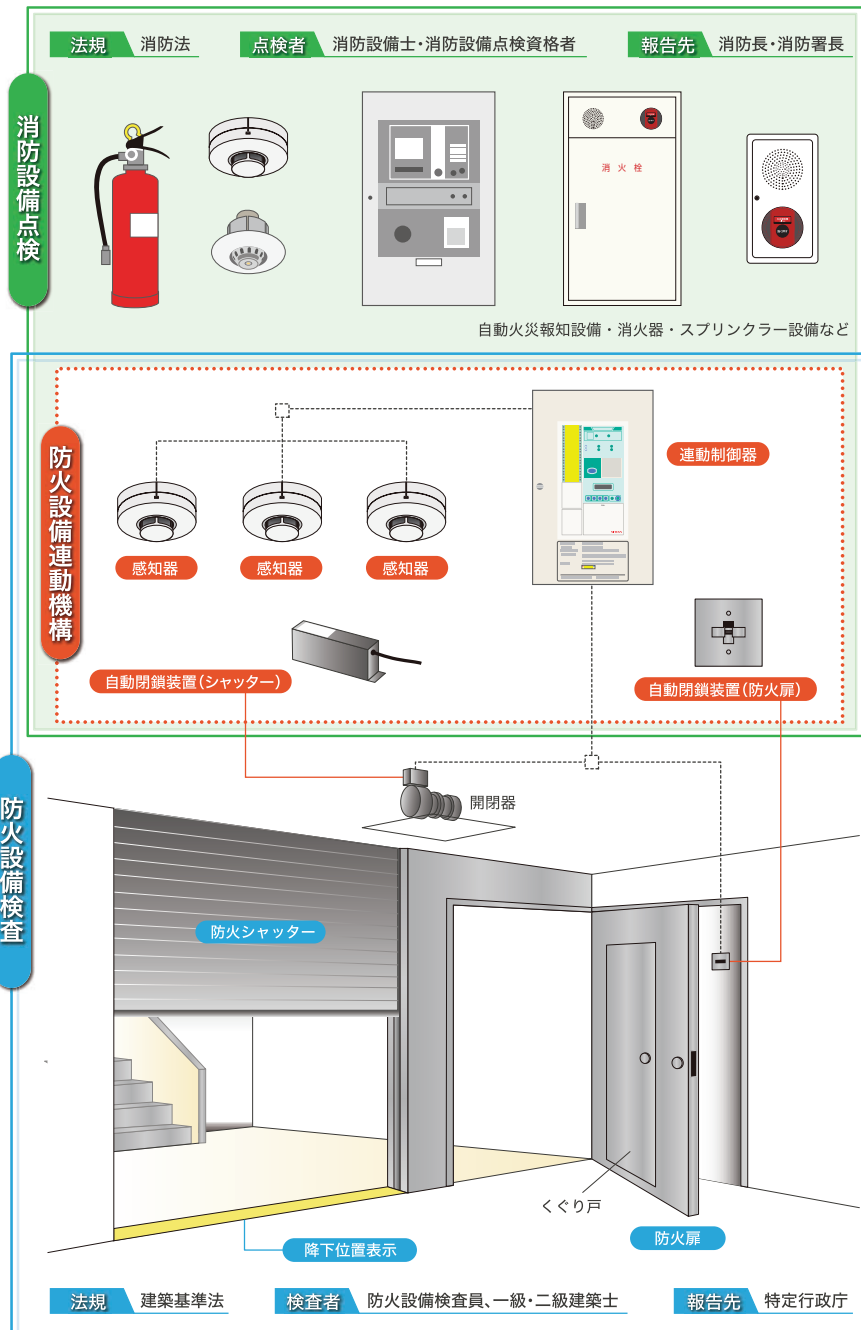 法規 消防法 点検者 消防設備士・消防設備点検資格者 報告先 消防長・消防署長
消防設備点検
消火栓
自動火災報知設備・消火器・スプリンクラー設備など
防火設備連動機構
連動制御器
感知器 感知器 感知器
自動閉鎖装置(シャッター)
自動閉鎖装置(防火扉)
防火設備検査
開閉器
防火シャッター
くぐり戸
防火扉
降下位置表示
法規 建築基準法 検査者 防火設備検査員、一級・二級建築士 報告先 特定行政庁